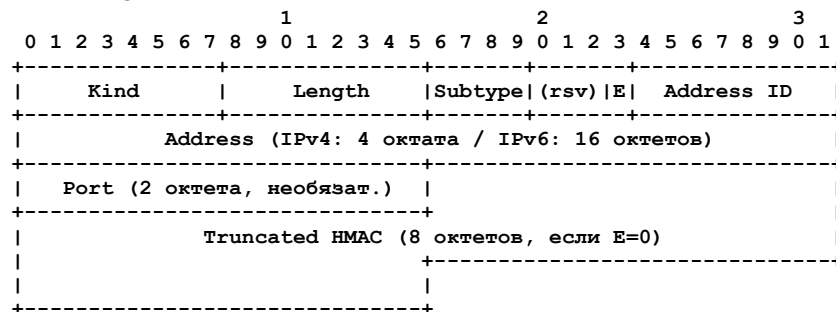 1 2 3
0 1 2 3 4 5 6 7 8 9 0 1 2 3 4 5 6 7 8 9 0 1 2 3 4 5 6 7 8 9 0 1
+---------------+---------------+-------+-------+---------------+
| Kind | Length |Subtype|(rsv)|E| Address ID |
+---------------+---------------+-------+-------+---------------+
| Address (IPv4: 4 октата / IPv6: 16 октетов) |
+-------------------------------+-------------------------------+
| Port (2 октета, необязат.) | |
+-------------------------------+ |
| Truncated HMAC (8 октетов, если E=0) |
| +-------------------------------+
| |
+-------------------------------+